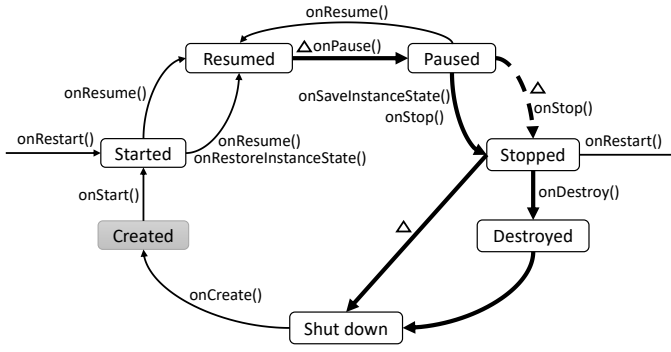 onResume()
Resumed
△onPause()
Paused
onResume()
onSaveInstanceState()
onStop()
△
onStop()
onRestart()
Started
onResume()
onRestoreInstanceState()
Stopped
onRestart()
onStart()
onDestroy()
Created
△
Destroyed
onCreate()
Shut down